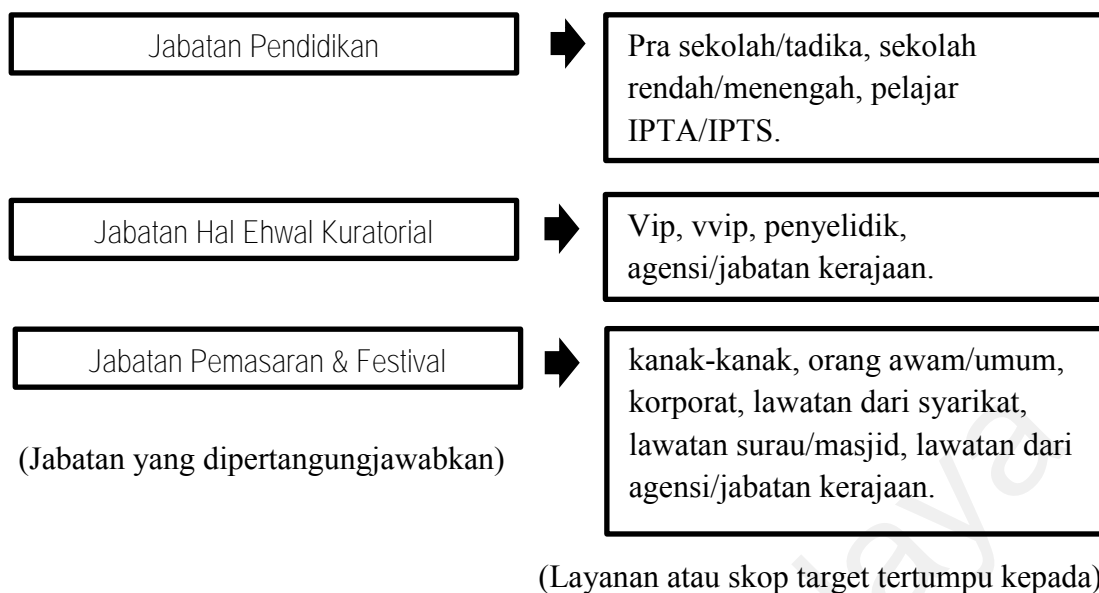 Jabatan Pendidikan
Pra sekolah/tadika, sekolah
rendah/menengah, pelajar
IPTA/IPTS.
Jabatan Hal Ehwal Kuratorial
Vip, vvip, penyelidik,
agensi/jabatan kerajaan.
Jabatan Pemasaran & Festival
kanak-kanak, orang awam/umum,
korporat, lawatan dari syarikat,
lawatan surau/masjid, lawatan dari
agensi/jabatan kerajaan.
(Jabatan yang dipertangungjawabkan)
(Layanan atau skop target tertumpu kepada)